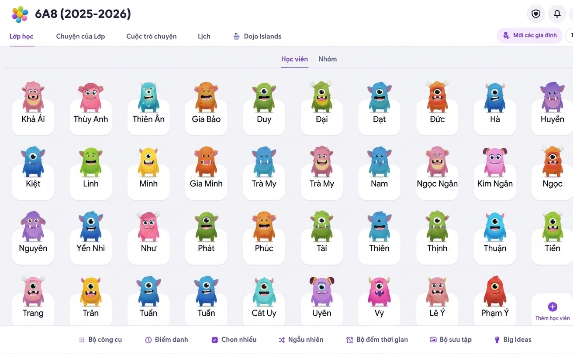 6A8 (2025-2026)
Lớp học Chuyện của Lớp Cuộc trò chuyện Lịch Dojo Islands Mời các gia đình
Học viên Nhóm
Khả Ái Thùy Anh Thiên Ân Gia Bảo Duy Đại Đạt Đức Hà Huyền
Kiệt Linh Minh Gia Minh Trà My Trà My Nam Ngọc Ngân Kim Ngân Ngọc
Nguyên Yến Nhi Như Phát Phúc Tài Thiên Thịnh Thuận Tiến
Trang Trân Tuấn Tuấn Cát Uy Uyên Vy Lê Ý Phạm Ý Thêm học viên
Bộ công cụ Điểm danh Chọn nhiều Ngẫu nhiên Bộ đếm thời gian Bộ sưu tập Big Ideas